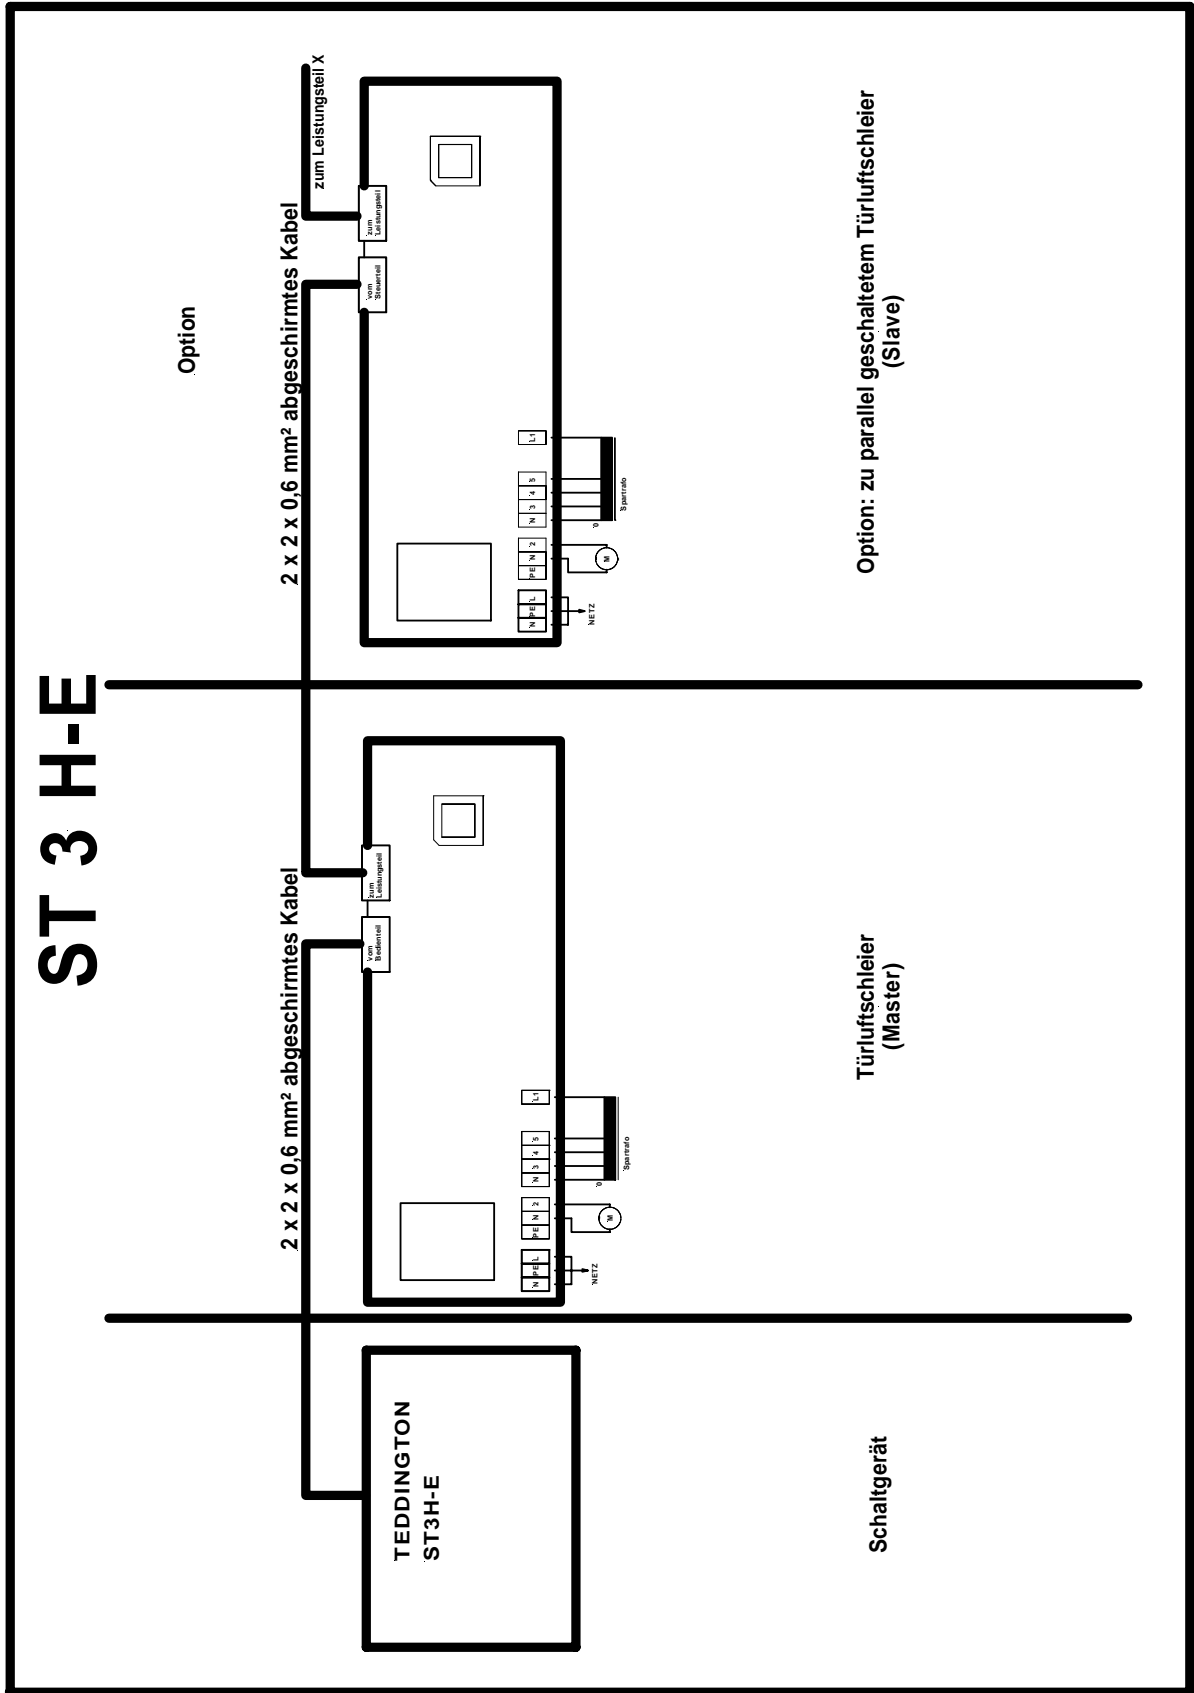 ST 3 H-E
Option
2 x 2 x 0,6 mm² abgeschirmtes Kabel
2 x 2 x 0,6 mm² abgeschirmtes Kabel
zum Leistungsteil X
TEDDINGTON
ST3H-E
vom
Bedienteil
zum
Leistungsteil
N
PE
L
PE
N
2
N
3
4
5
L1
NETZ
M
0
Spartrafo
vom
Steuerteil
zum
Leistungsteil
N
PE
L
PE
N
2
N
3
4
5
L1
NETZ
M
0
Spartrafo
Schaltgerät
Türluftschleier
(Master)
Option: zu parallel geschaltetem Türluftschleier
(Slave)